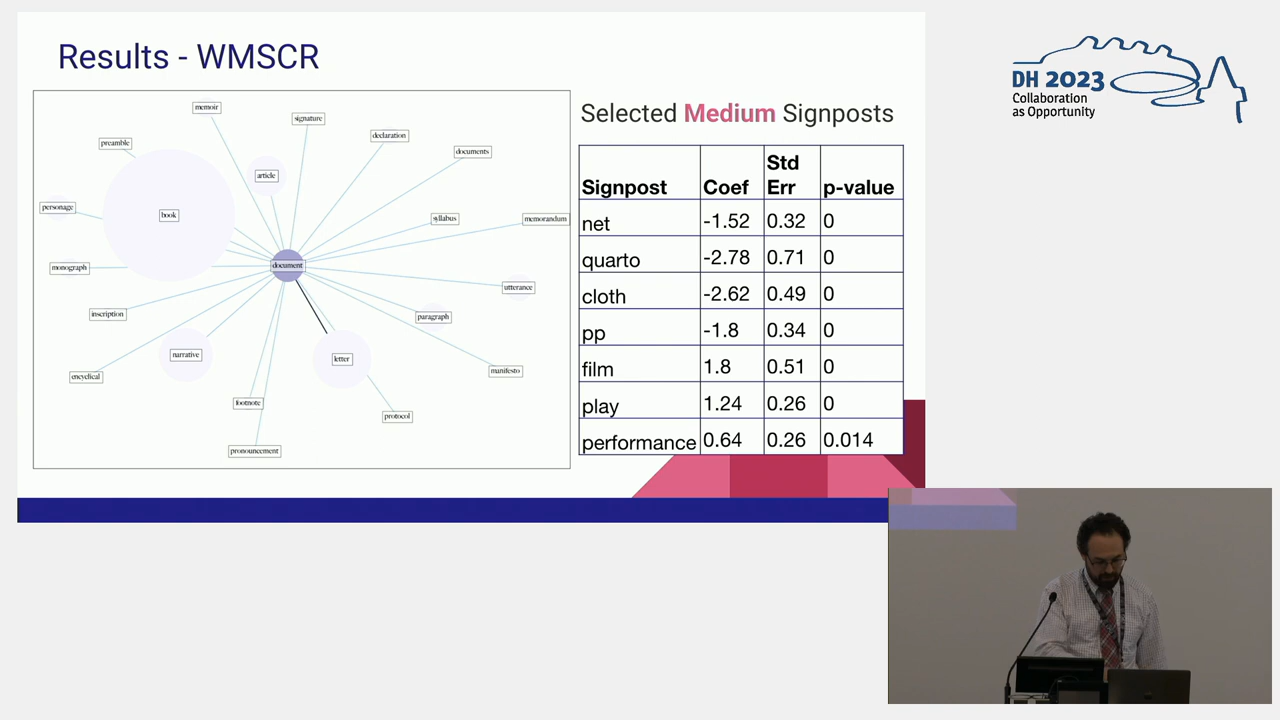 Results - WMSCR
memoir
signature
declaration
preamble
documents
article
personage
book
syllabus
memorandum
monograph
document
utterance
inscription
paragraph
narrative
letter
encyclical
manifesto
footnote
protocol
pronouncement
Selected Medium Signposts
Signpost Coef Std Err p-value
net -1.52 0.32 0
quarto -2.78 0.71 0
cloth -2.62 0.49 0
pp -1.8 0.34 0
film 1.8 0.51 0
play 1.24 0.26 0
performance 0.64 0.26 0.014
DH 2023
Collaboration
as Opportunity